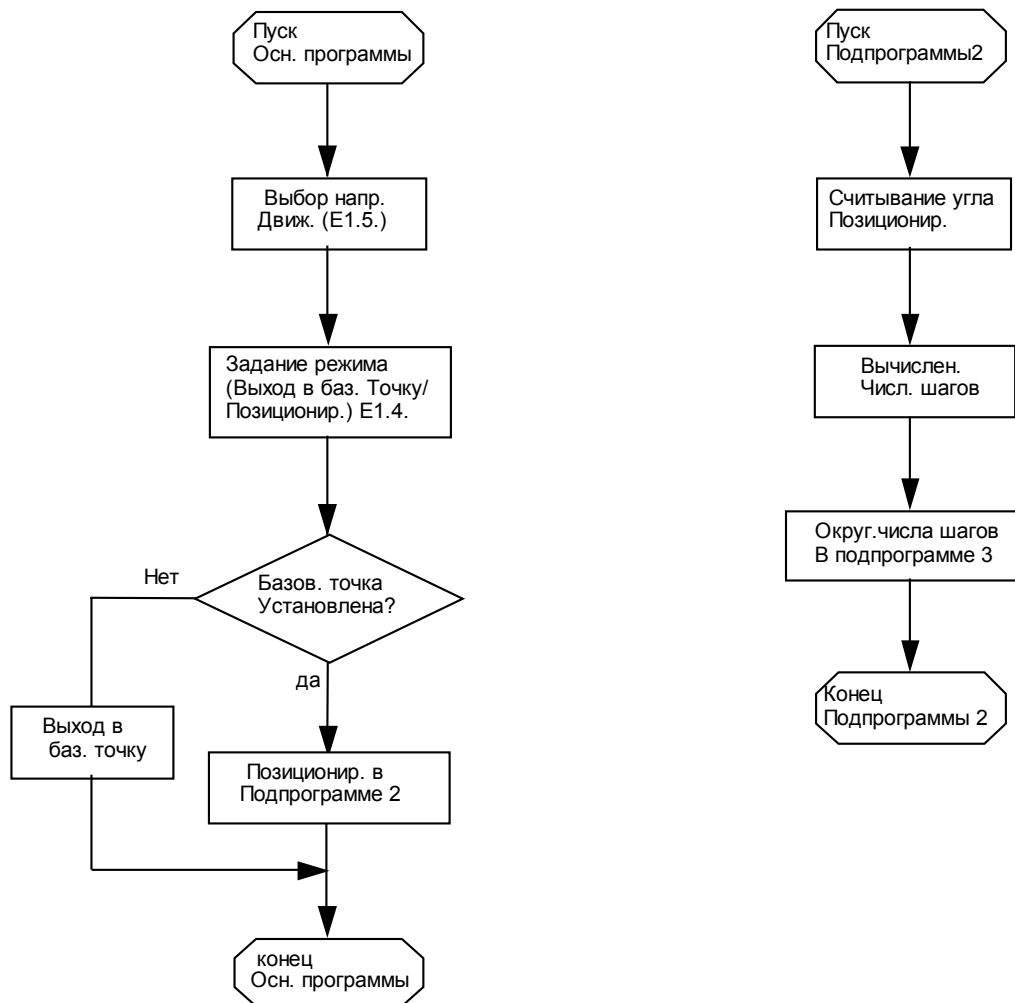 Пуск
Осн. программы
Выбор напр.
Движ. (Е1.5.)
Задание режима
(Выход в баз. Точку/
Позиционир.) Е1.4.
Базов. точка
Установлена?
Нет
да
Выход в
баз. точку
Позиционир. в
Подпрограмме 2
конец
Осн. программы
Пуск
Подпрограммы2
Считывание угла
Позиционир.
Вычислен.
Числ. шагов
Округ.числа шагов
В подпрограмме 3
Конец
Подпрограммы 2